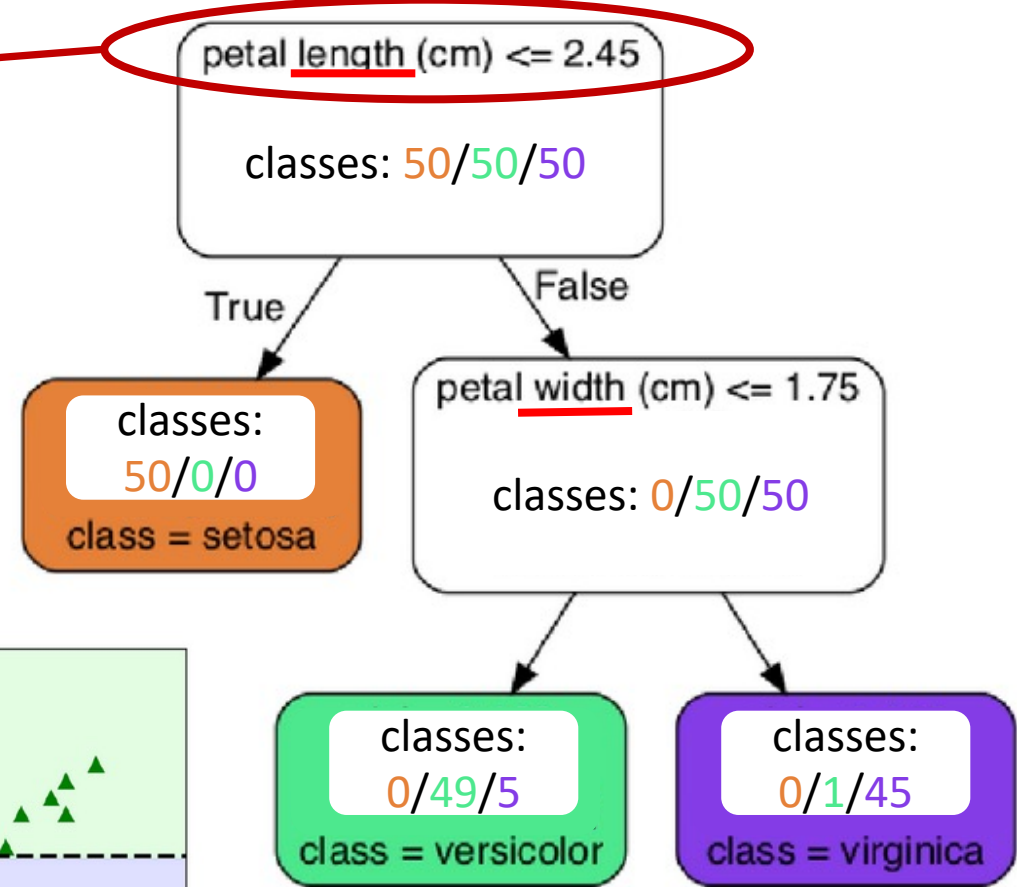 petal length (cm) <= 2.45
classes: 50/50/50
True
False
classes:
50/0/0
class = setosa
petal width (cm) <= 1.75
classes: 0/50/50
classes:
0/49/5
class = versicolor
classes:
0/1/45
class = virginica